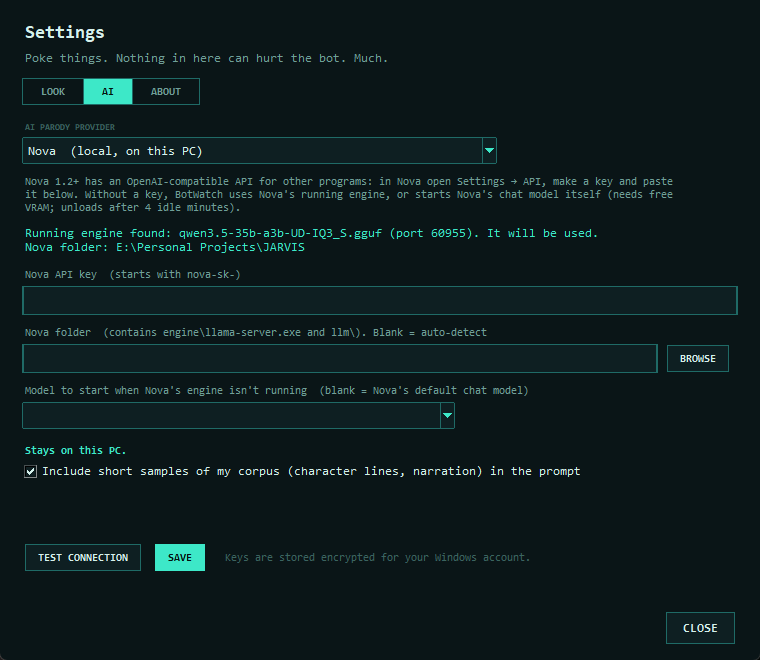 Settings
Poke things. Nothing in here can hurt the bot. Much.
LOOK AI ABOUT
AI PARODY PROVIDER
Nova (local, on this PC)
Nova 1.2+ has an OpenAI-compatible API for other programs: in Nova open Settings → API, make a key and paste
it below. Without a key, BotWatch uses Nova's running engine, or starts Nova's chat model itself (needs free
VRAM; unloads after 4 idle minutes).
Running engine found: qwen3.5-35b-a3b-UD-IQ3_S.gguf (port 60955). It will be used.
Nova folder: E:\Personal Projects\JARVIS
Nova API key (starts with nova-sk-)
Nova folder (contains engine\llama-server.exe and llm\). Blank = auto-detect
BROWSE
Model to start when Nova's engine isn't running (blank = Nova's default chat model)
Stays on this PC.
Include short samples of my corpus (character lines, narration) in the prompt
TEST CONNECTION SAVE Keys are stored encrypted for your Windows account.
CLOSE